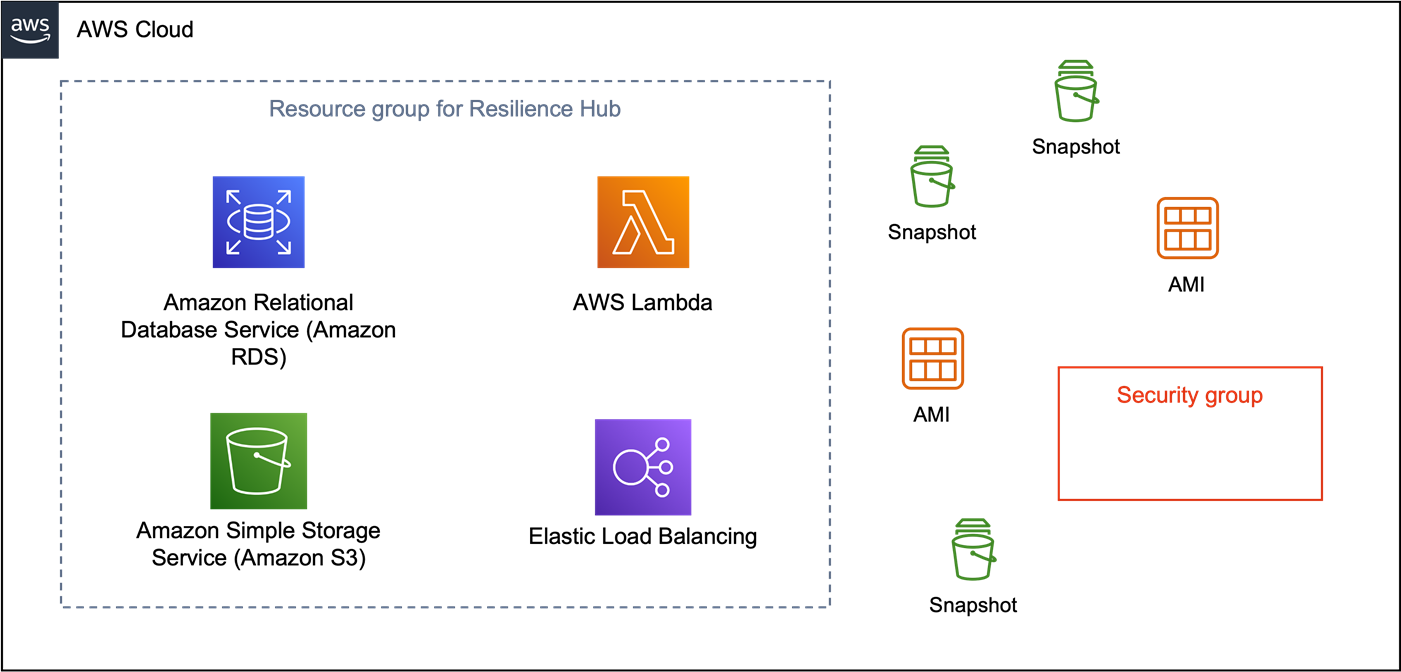 aws
AWS Cloud
Resource group for Resilience Hub
Amazon Relational
Database Service (Amazon
RDS)
AWS Lambda
Amazon Simple Storage
Service (Amazon S3)
Elastic Load Balancing
Snapshot
Snapshot
AMI
AMI
Security group
Snapshot